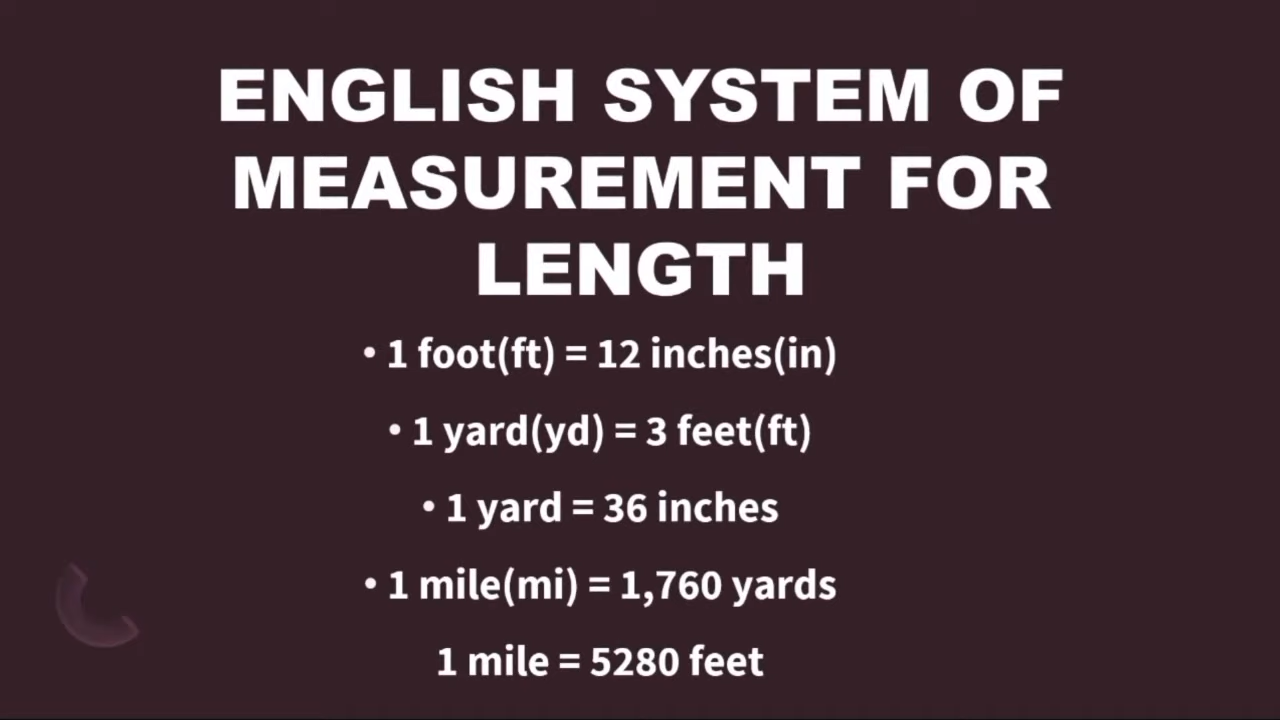 ENGLISH SYSTEM OF
MEASUREMENT FOR
LENGTH
• 1 foot(ft) = 12 inches(in)
• 1 yard(yd) = 3 feet(ft)
• 1 yard = 36 inches
• 1 mile(mi) = 1,760 yards
1 mile = 5280 feet